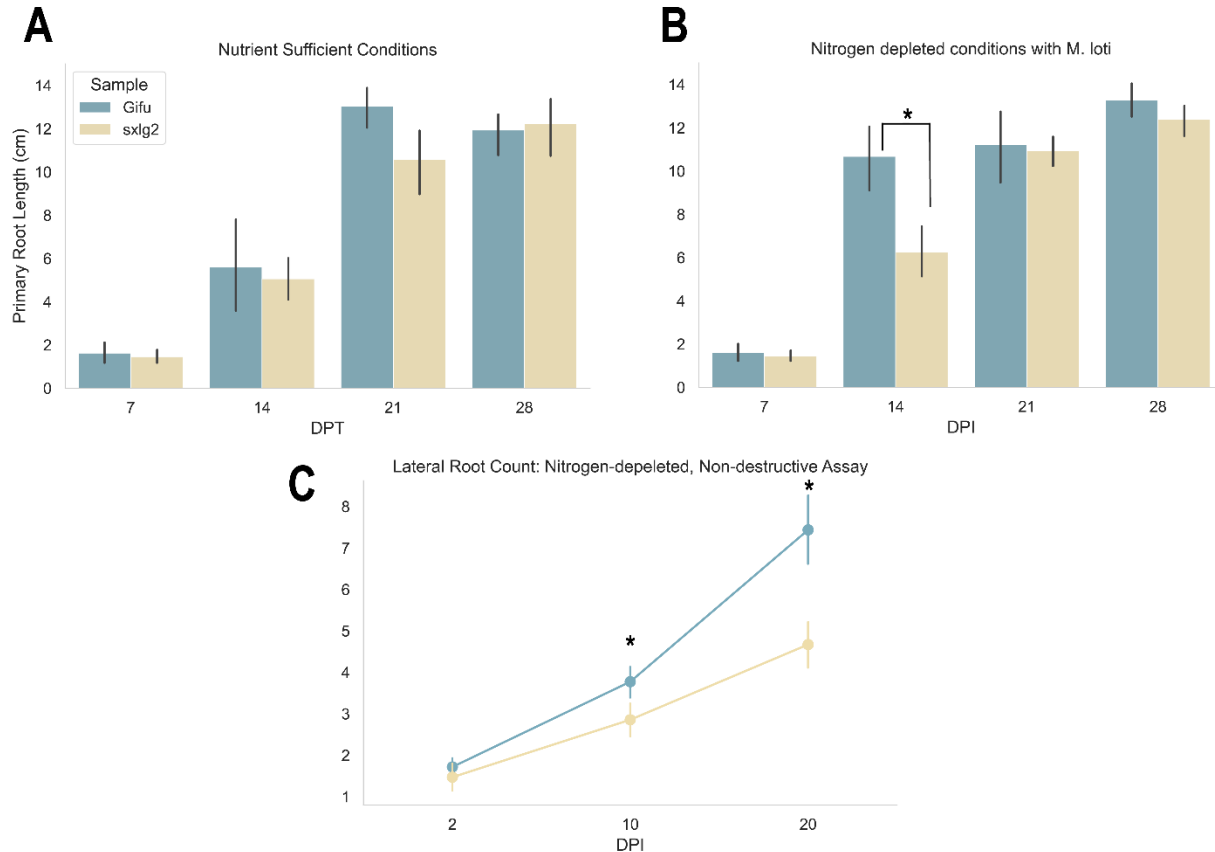 A
Nutrient Sufficient Conditions
Sample
Gifu
sxlg2
Primary Root Length (cm)
14
12
10
8
6
4
2
0
7
14
21
28
DPT
B
Nitrogen depleted conditions with M. loti
14
12
10
8
6
4
2
0
*
7
14
21
28
DPI
C
Lateral Root Count: Nitrogen-depeleted, Non-destructive Assay
8
7
6
5
4
3
2
1
*
*
2
10
20
DPI